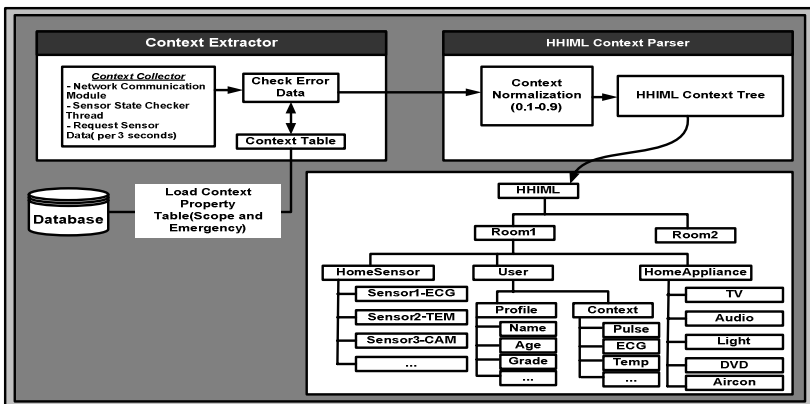 Context Extractor
Context Collector
- Network Communication
Module
- Sensor State Checker
Thread
- Request Sensor
Data( per 3 seconds)
Check Error
Data
Context Table
Database
Load Context
Property
Table(Scope and
Emergency)
HHIML Context Parser
Context
Normalization
(0.1-0.9)
HHIML Context Tree
HHIML
Room1
Room2
HomeSensor
User
HomeAppliance
Sensor1-ECG
Sensor2-TEM
Sensor3-CAM
...
Profile
Name
Age
Grade
...
Context
Pulse
ECG
Temp
...
TV
Audio
Light
DVD
Aircon